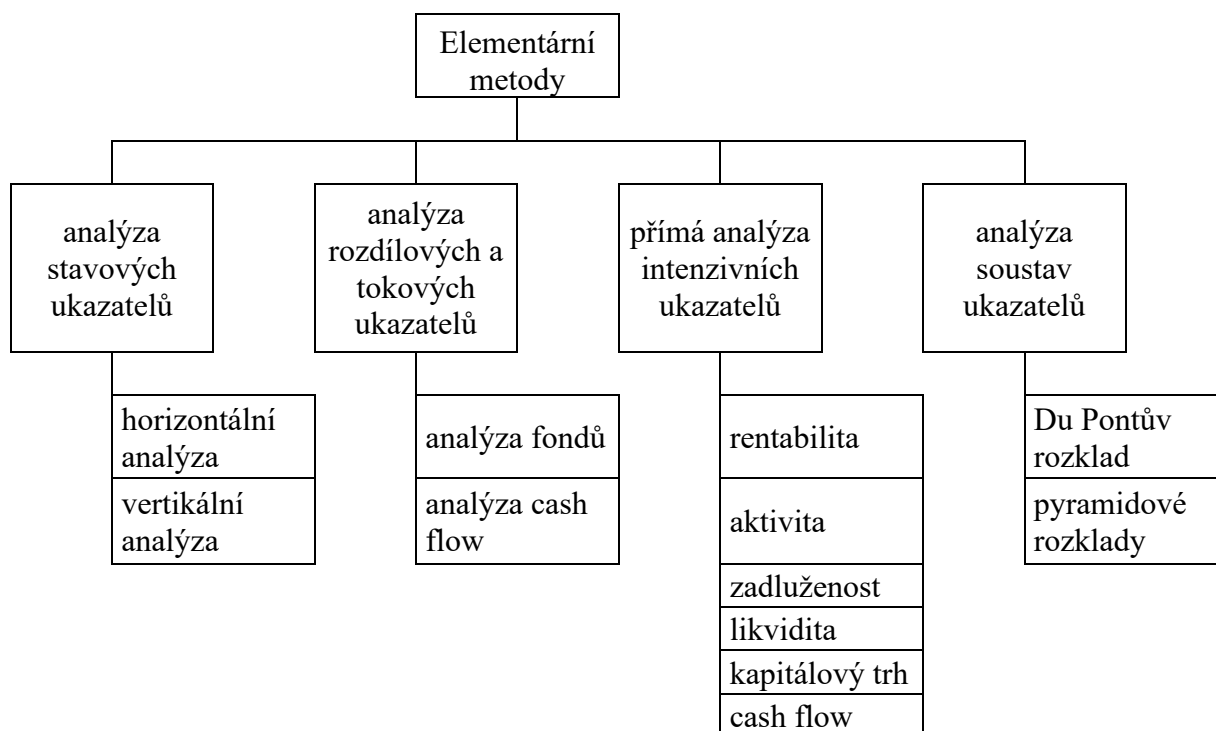 Elementární
metody
analýza
stavových
ukazatelů
analýza
rozdílových a
tokových
ukazatelů
přímá analýza
intenzivních
ukazatelů
analýza
soustav
ukazatelů
horizontální
analýza
vertikální
analýza
analýza fondů
analýza cash
flow
rentabilita
aktivita
zadluženost
likvidita
kapitálový trh
cash flow
Du Pontův
rozklad
pyramidové
rozklady